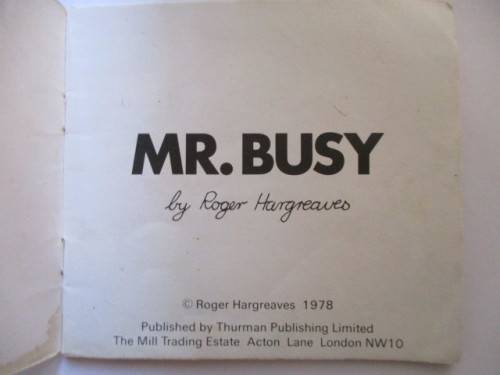 MR. BUSY
by Roger Hargreaves
© Roger Hargreaves 1978
Published by Thurman Publishing Limited
The Mill Trading Estate Acton Lane London NW10